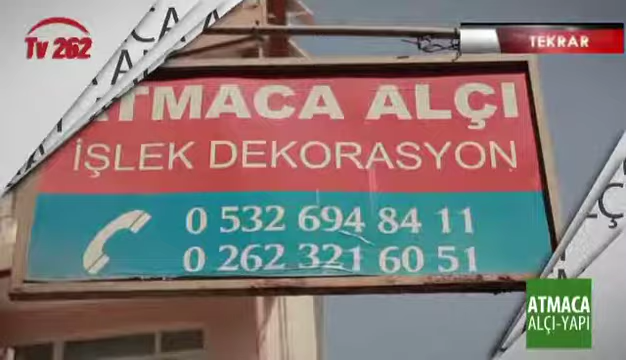 Tv 262
TEKRAR
ATMACA ALÇI
İŞLEK DEKORASYON
0 532 694 84 11
0 262 321 60 51
ATMACA
ALÇI-YAPI